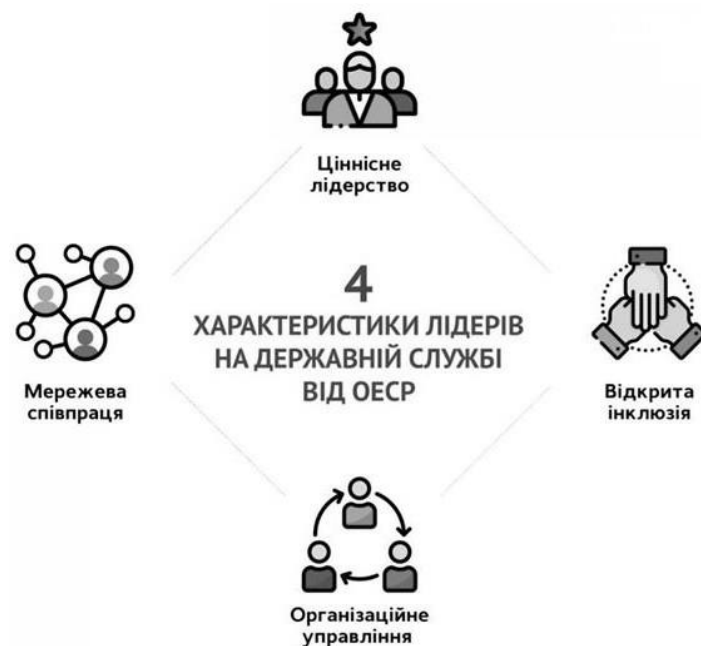 Ціннісне
лідерство
4
ХАРАКТЕРИСТИКИ ЛІДЕРІВ
НА ДЕРЖАВНІЙ СЛУЖБІ
ВІД ОЕСР
Мережева
співпраця
Відкрита
інклюзія
Організаційне
управління